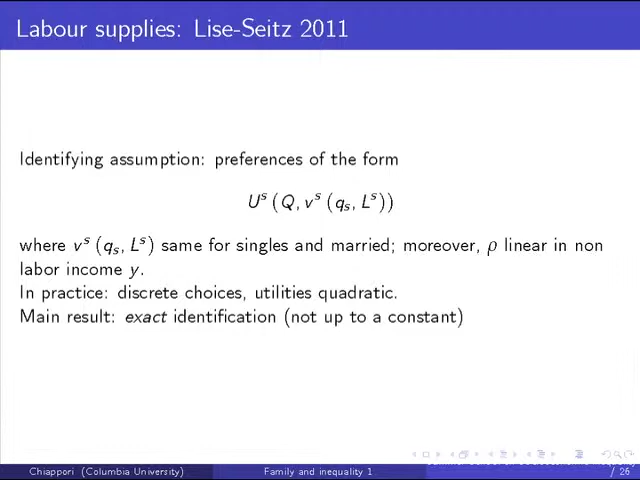 Labour supplies: Lise-Seitz 2011
Identifying assumption: preferences of the form
U^s (Q, v^s (q_s, L^s))
where v^s (q_s, L^s) same for singles and married; moreover, ρ linear in non
labor income y.
In practice: discrete choices, utilities quadratic.
Main result: exact identification (not up to a constant)
Chiappori (Columbia University)
Family and inequality 1
/ 26